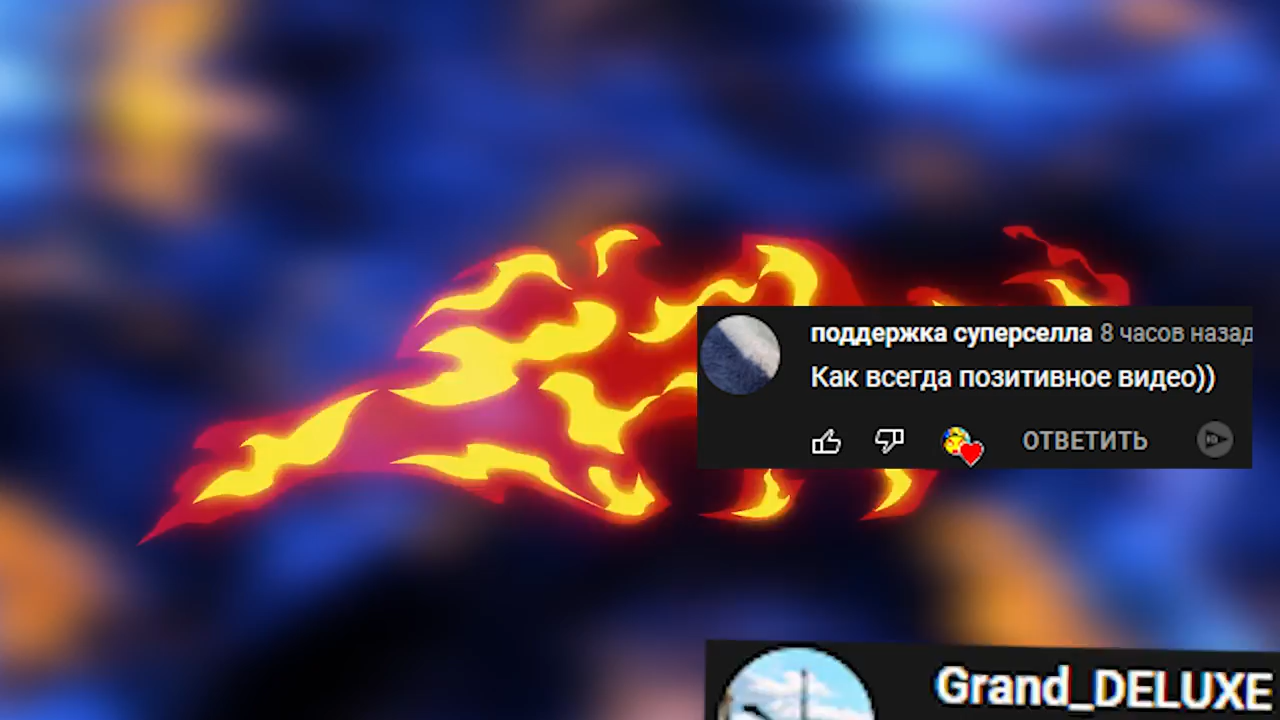 поддержка суперселла 8 часов назад
Как всегда позитивное видео))
ОТВЕТИТЬ
Grand_DELUXE